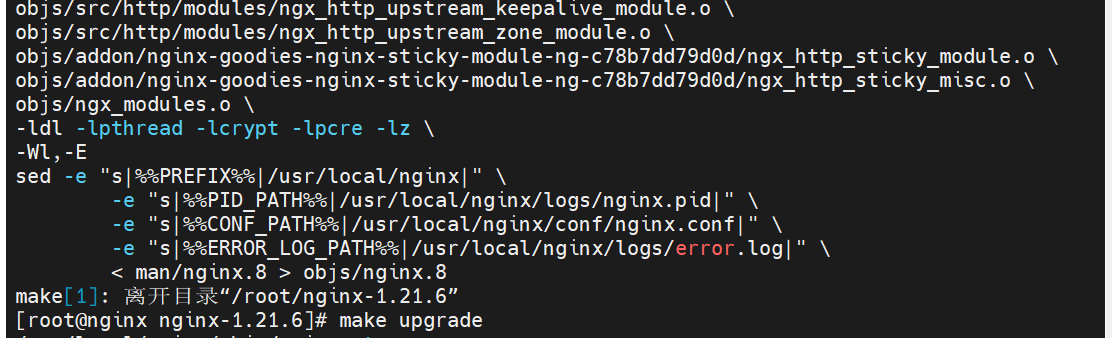 objs/src/http/modules/ngx_http_upstream_keepalive_module.o \
objs/src/http/modules/ngx_http_upstream_zone_module.o \
objs/addon/nginx-goodies-nginx-sticky-module-ng-c78b7dd79d0d/ngx_http_sticky_module.o \
objs/addon/nginx-goodies-nginx-sticky-module-ng-c78b7dd79d0d/ngx_http_sticky_misc.o \
objs/ngx_modules.o \
-ldl -lpthread -lcrypt -lpcre -lz \
-Wl,-E
sed -e "s|%%PREFIX%%|/usr/local/nginx|" \
        -e "s|%%PID_PATH%%|/usr/local/nginx/logs/nginx.pid|" \
        -e "s|%%CONF_PATH%%|/usr/local/nginx/conf/nginx.conf|" \
        -e "s|%%ERROR_LOG_PATH%%|/usr/local/nginx/logs/error.log|" \
        < man/nginx.8 > objs/nginx.8
make[1]: 离开目录“/root/nginx-1.21.6”
[root@nginx nginx-1.21.6]# make upgrade